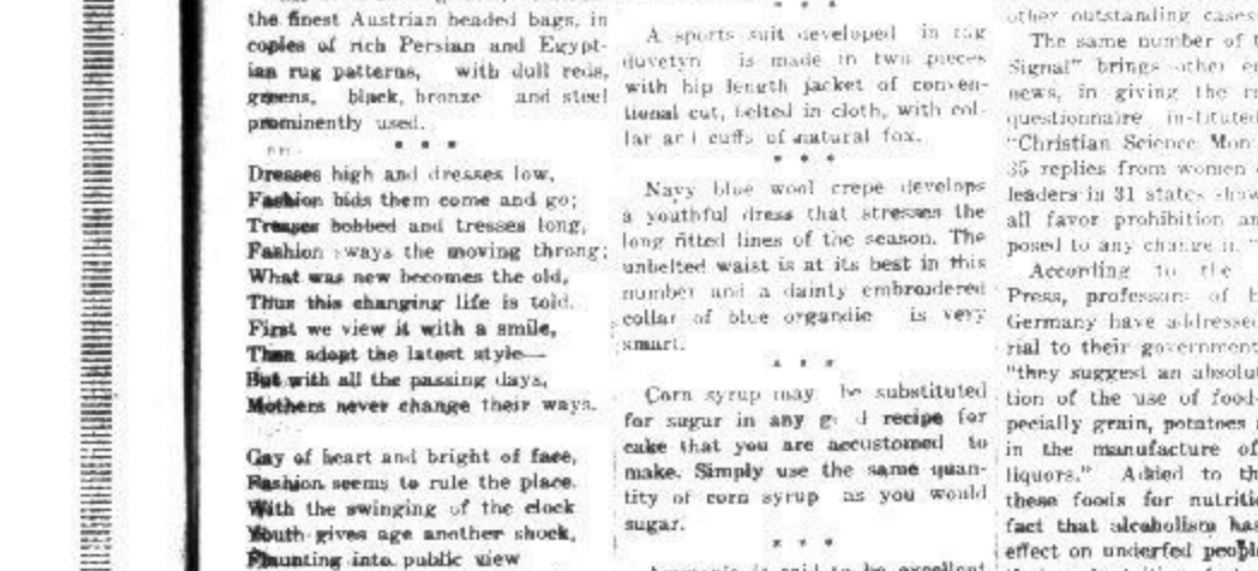 the finest Austrian beaded bags, in
copies of rich Persian and Egypt-
ian rug patterns, with dull reds,
greens, black, bronze and steel
prominently used.
* * *
Dresses high and dresses low,
Fashion bids them come and go;
Tresses bobbed and tresses long,
Fashion sways the moving throng;
What was new becomes the old,
Thus this changing life is told.
First we view it with a smile,
Then adopt the latest style—
But with all the passing days,
Mothers never change their ways.
Gay of heart and bright of face,
Fashion seems to rule the place.
With the swinging of the clock
Youth gives age another shock,
Flaunting into public view
* * *
A sports suit developed in rug
duvetyn is made in two pieces
with hip length jacket of conven-
tional cut, belted in cloth, with col-
lar and cuffs of natural fox.
* * *
Navy blue wool crepe develops
a youthful dress that stresses the
long fitted lines of the season. The
unbelted waist is at its best in this
number and a dainty embroidered
collar of blue organdie is very
smart.
* * *
Corn syrup may be substituted
for sugar in any recipe for
cake that you are accustomed to
make. Simply use the same quan-
tity of corn syrup as you would
sugar.
* * *
Ammonia is said to be excellent
other outstanding cases
The same number of
Signal" brings other
news, in giving the
questionnaire instituted
"Christian Science Mon
35 replies from women
leaders in 31 states show
all favor prohibition
posed to any change
According to the
Press, professors of
Germany have addresse
rial to their government
"they suggest an absolu
tion of the use of food
pecially grain, potatoes
in the manufacture of
liquors." Added to
these foods for nutriti
fact that alcoholism has
effect on underfed people